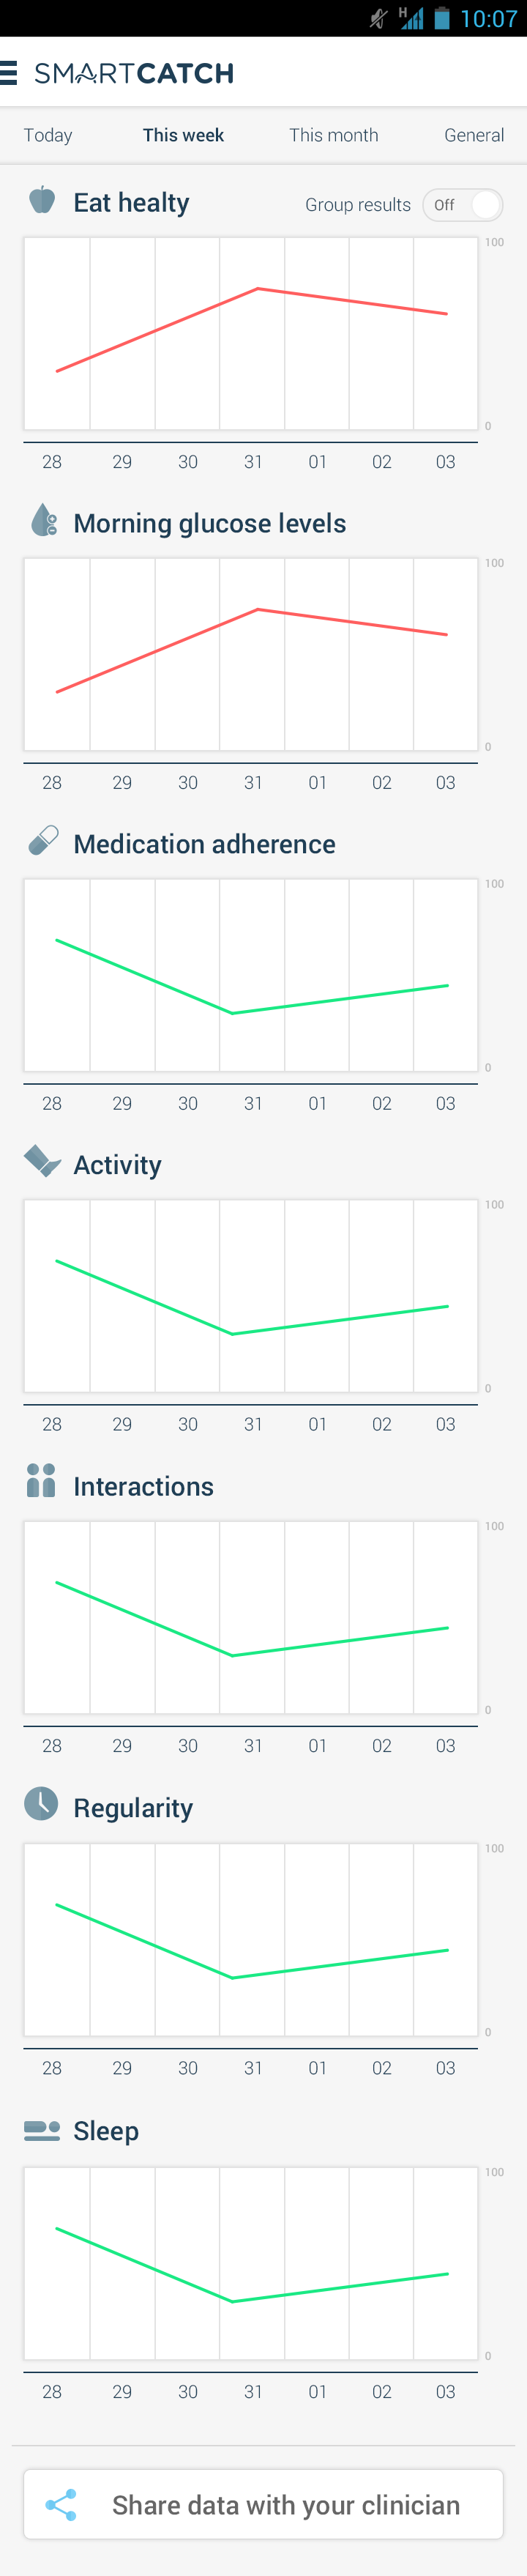 H 10:07
SMARTCATCH
Today This week This month General
Eat healty Group results Off
100
0
28 29 30 31 01 02 03
Morning glucose levels
100
0
28 29 30 31 01 02 03
Medication adherence
100
0
28 29 30 31 01 02 03
Activity
100
0
28 29 30 31 01 02 03
Interactions
100
0
28 29 30 31 01 02 03
Regularity
100
0
28 29 30 31 01 02 03
Sleep
100
0
28 29 30 31 01 02 03
Share data with your clinician